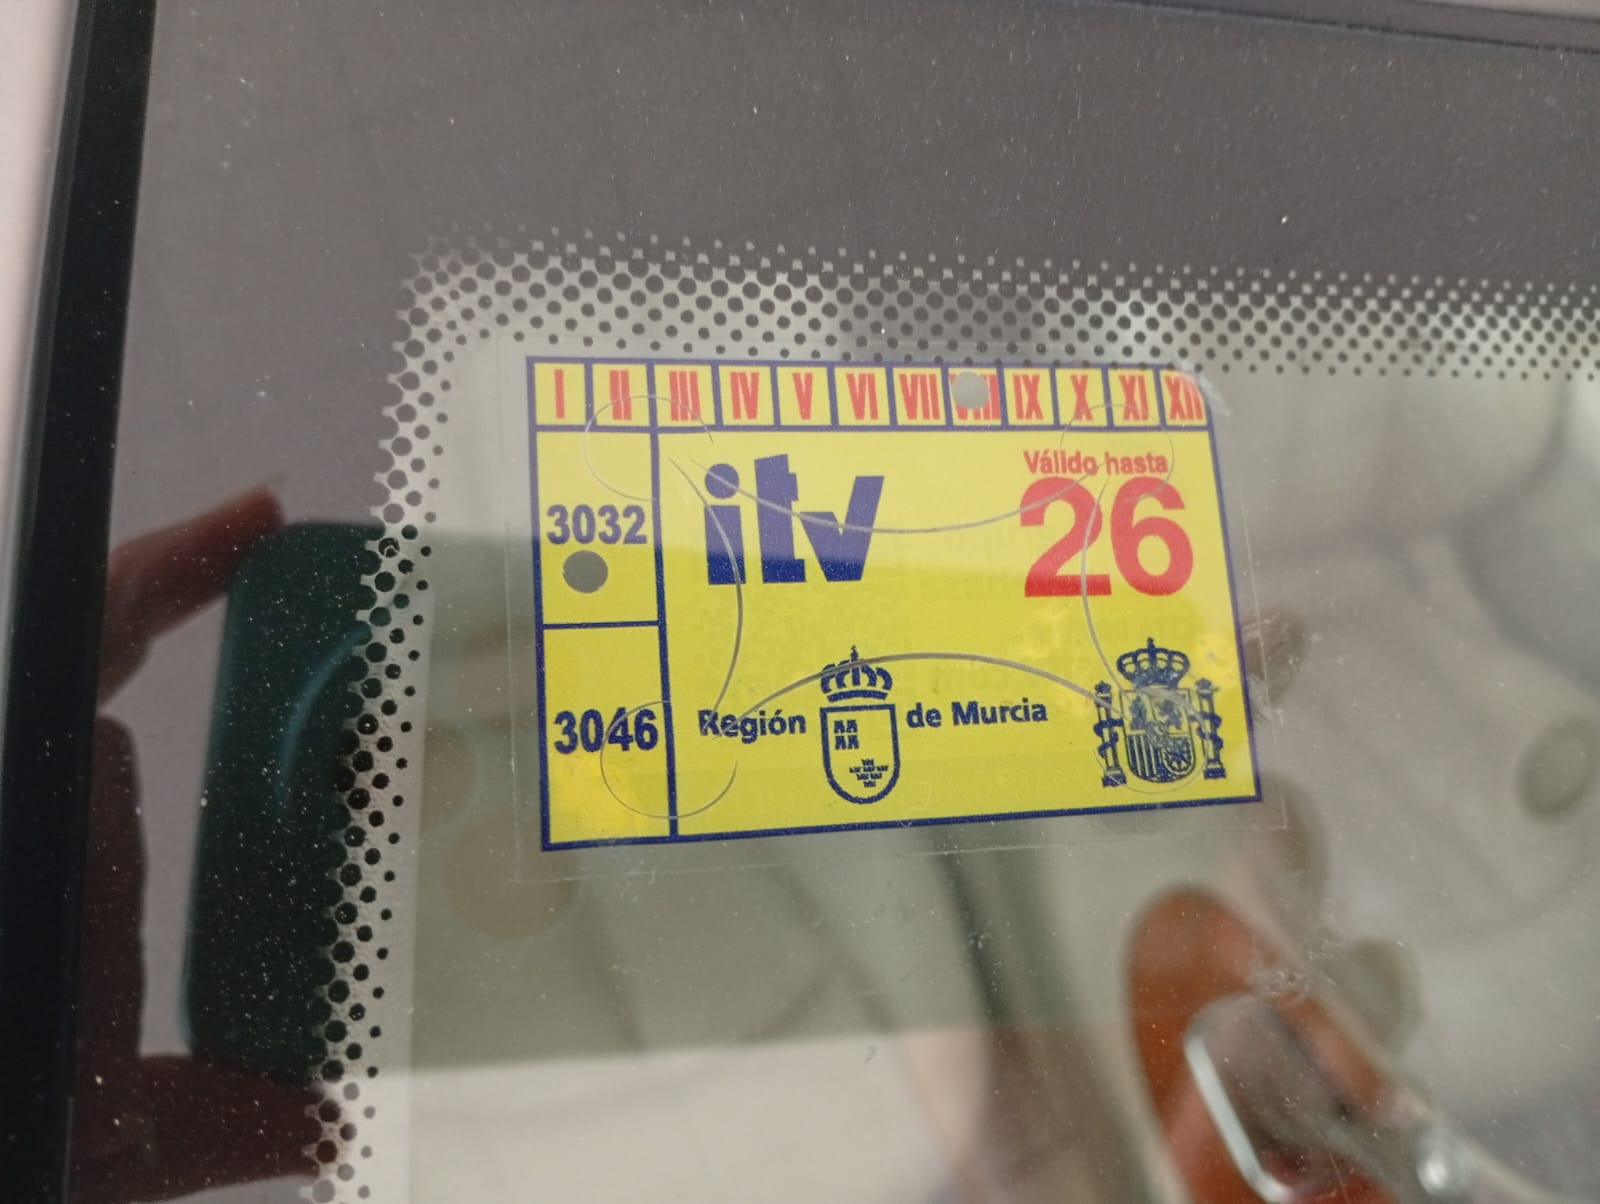 I II III IV V VI VII VIII IX X XI XII
itv
Válido hasta
26
3032
3046
Región de Murcia